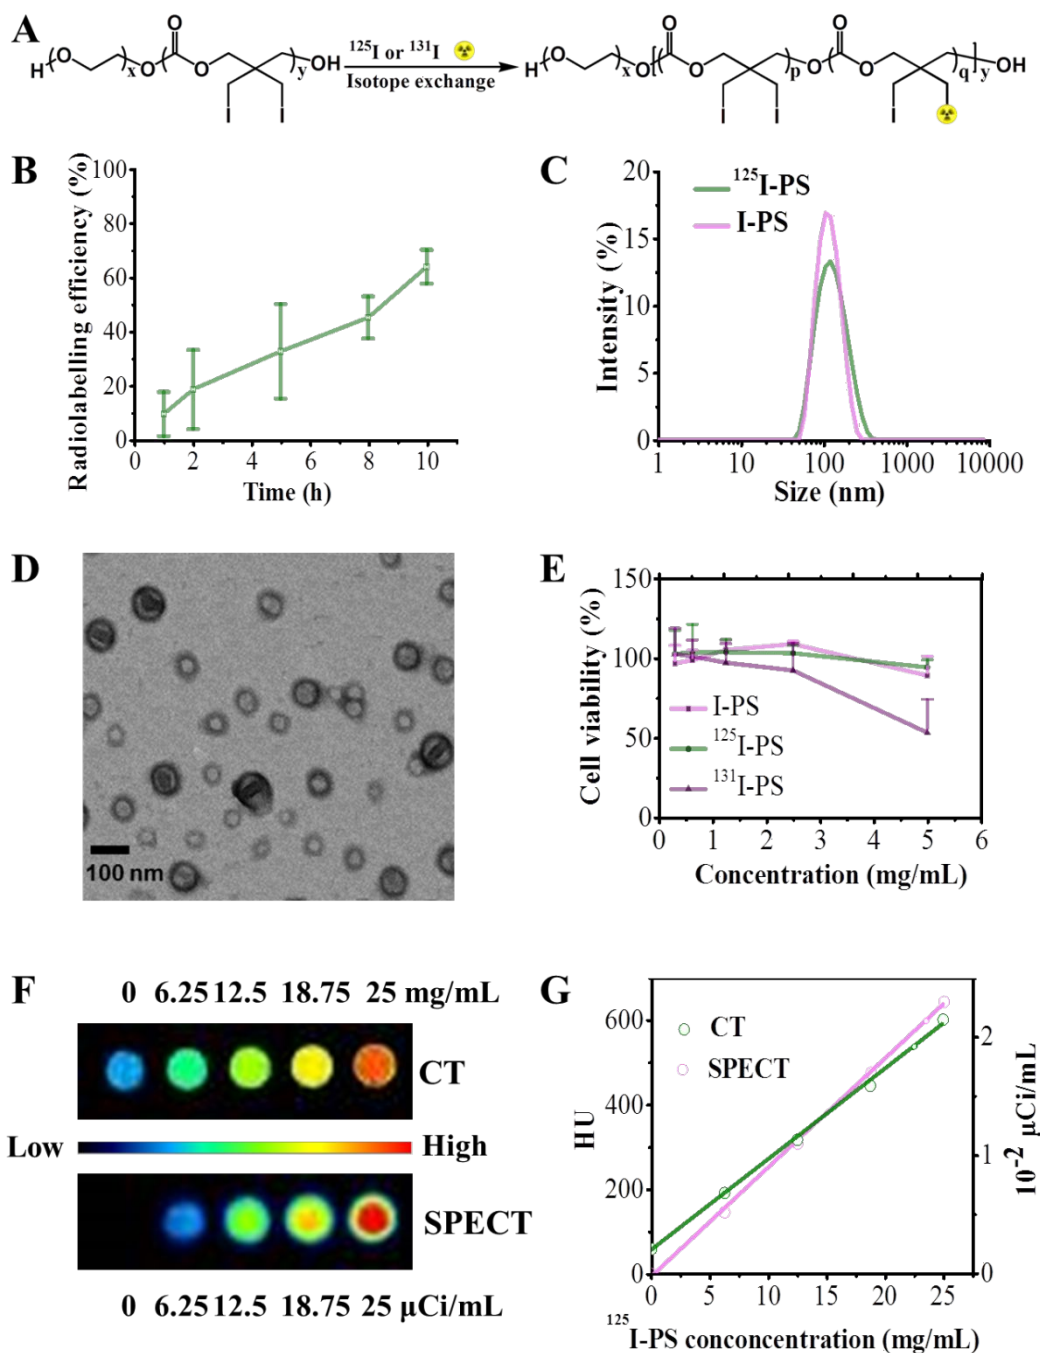 A
H O x O O O O y OH I I
¹²⁵I or ¹³¹I
Isotope exchange
H O x O O O O p O O O O q y OH I I I
B
Radiolabelling efficiency (%)
100
80
60
40
20
0
0 2 4 6 8 10
Time (h)
C
Intensity (%)
20
15
10
5
0
¹²⁵I-PS
I-PS
1 10 100 1000 10000
Size (nm)
D
100 nm
E
Cell viability (%)
150
100
50
0
I-PS
¹²⁵I-PS
¹³¹I-PS
0 1 2 3 4 5 6
Concentration (mg/mL)
F
0 6.25 12.5 18.75 25 mg/mL
CT
Low High
SPECT
0 6.25 12.5 18.75 25 μCi/mL
G
HU
600
400
200
0
CT
SPECT
2
1
0
10⁻² μCi/mL
0 5 10 15 20 25
¹²⁵I-PS conconcentration (mg/mL)